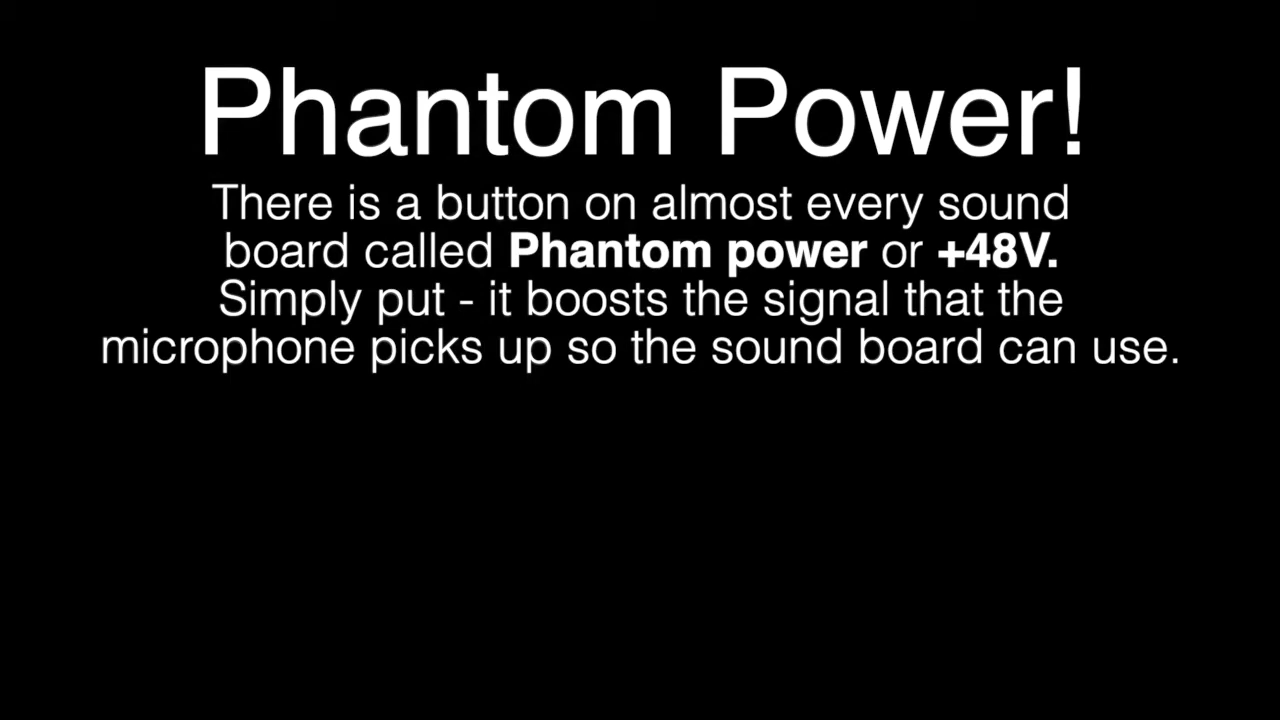 Phantom Power!
There is a button on almost every sound
board called Phantom power or +48V.
Simply put - it boosts the signal that the
microphone picks up so the sound board can use.